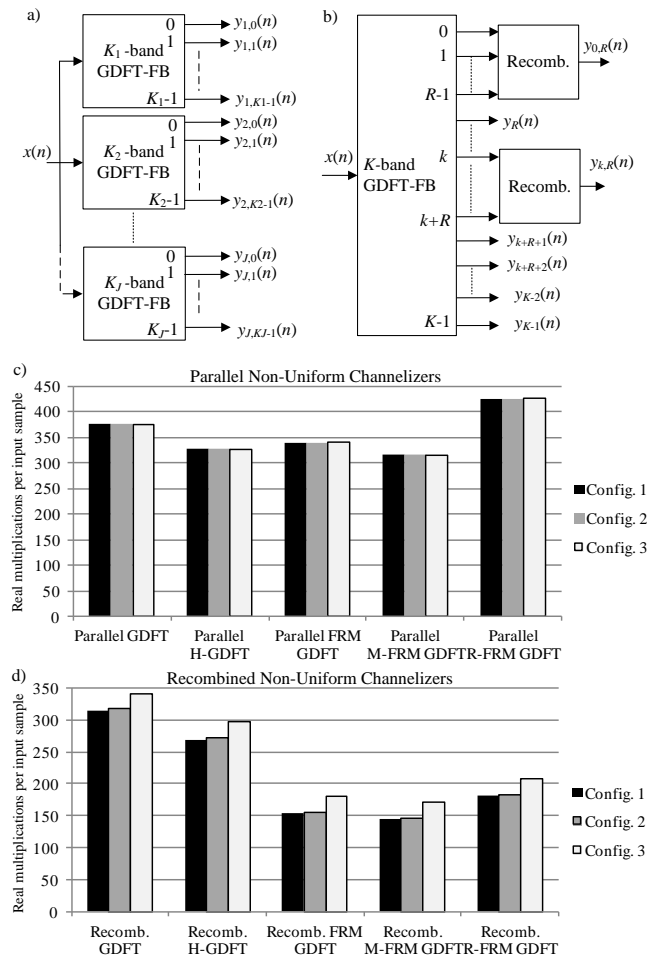 a)
x(n)
K1-band
GDFT-FB
0
1
K1-1
y1,0(n)
y1,1(n)
y1,K1-1(n)
K2 -band
GDFT-FB
0
1
K2-1
y2,0(n)
y2,1(n)
y2,K2-1(n)
KJ-band
GDFT-FB
0
1
KJ-1
yJ,0(n)
yJ,1(n)
yJ,KJ-1(n)
b)
x(n)
K-band
GDFT-FB
0
1
R-1
k
k+R
K-1
Recomb.
y0,R(n)
yR(n)
Recomb.
yk,R(n)
yk+R+1(n)
yk+R+2(n)
yK-2(n)
yK-1(n)
c)
Parallel Non-Uniform Channelizers
Real multiplications per input sample
450
400
350
300
250
200
150
100
50
0
Parallel GDFT
Parallel
H-GDFT
Parallel FRM
GDFT
Parallel
M-FRM GDFT
Parallel
R-FRM GDFT
Config. 1
Config. 2
Config. 3
d)
Recombined Non-Uniform Channelizers
Real multiplications per input sample
350
300
250
200
150
100
50
0
Recomb.
GDFT
Recomb.
H-GDFT
Recomb. FRM
GDFT
Recomb.
M-FRM GDFT
Recomb.
R-FRM GDFT
Config. 1
Config. 2
Config. 3